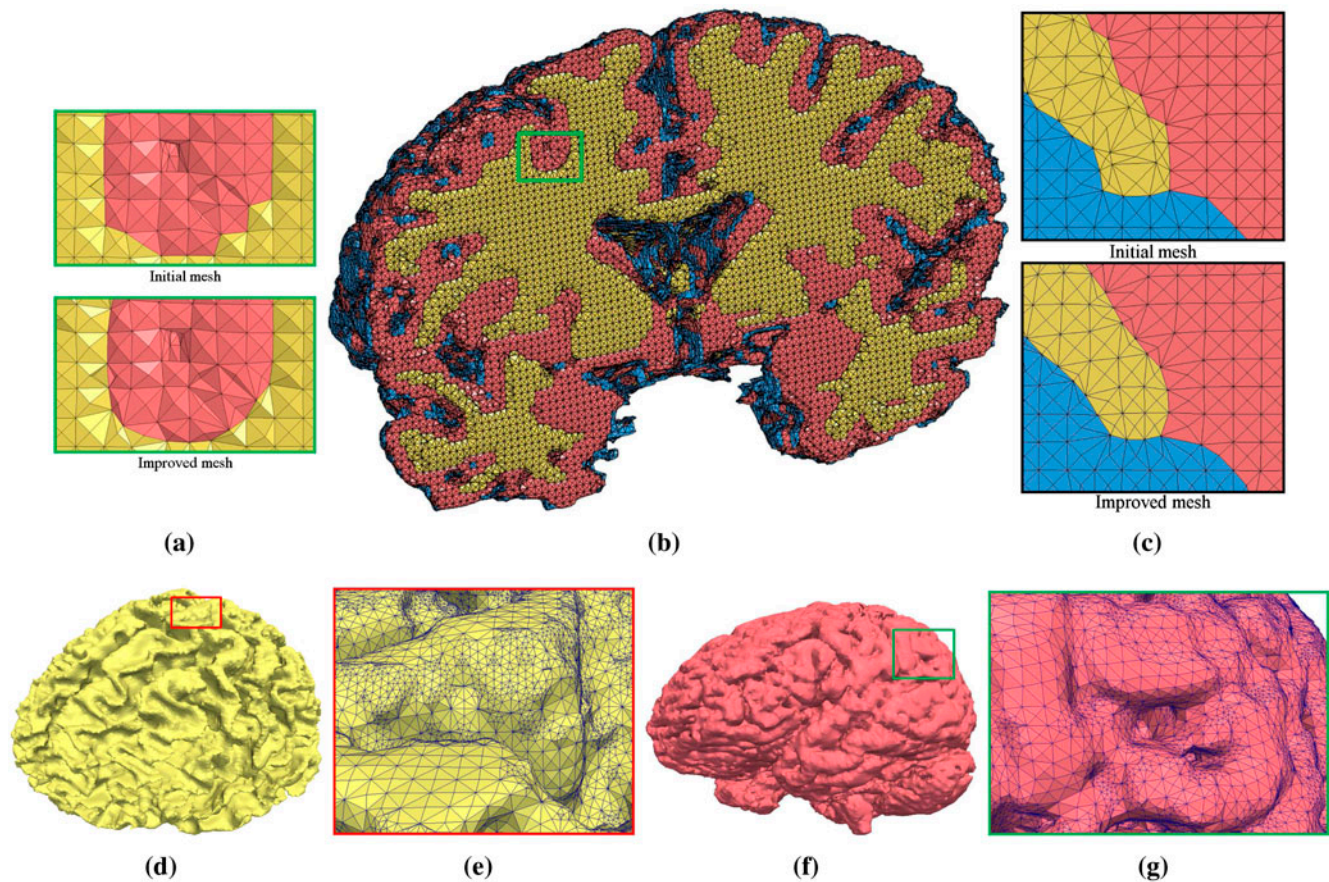 Initial mesh
Improved mesh
Initial mesh
Improved mesh
(a)
(b)
(c)
(d)
(e)
(f)
(g)